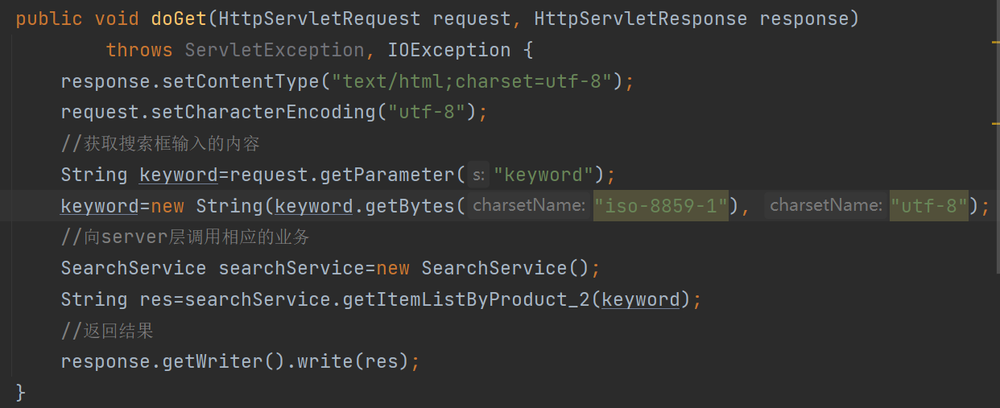 public void doGet(HttpServletRequest request, HttpServletResponse response)
throws ServletException, IOException {
response.setContentType("text/html;charset=utf-8");
request.setCharacterEncoding("utf-8");
//获取搜索框输入的内容
String keyword=request.getParameter( s: "keyword");
keyword=new String(keyword.getBytes( charsetName: "iso-8859-1"), charsetName: "utf-8");
//向server层调用相应的业务
SearchService searchService=new SearchService();
String res=searchService.getItemListByProduct_2(keyword);
//返回结果
response.getWriter().write(res);
}